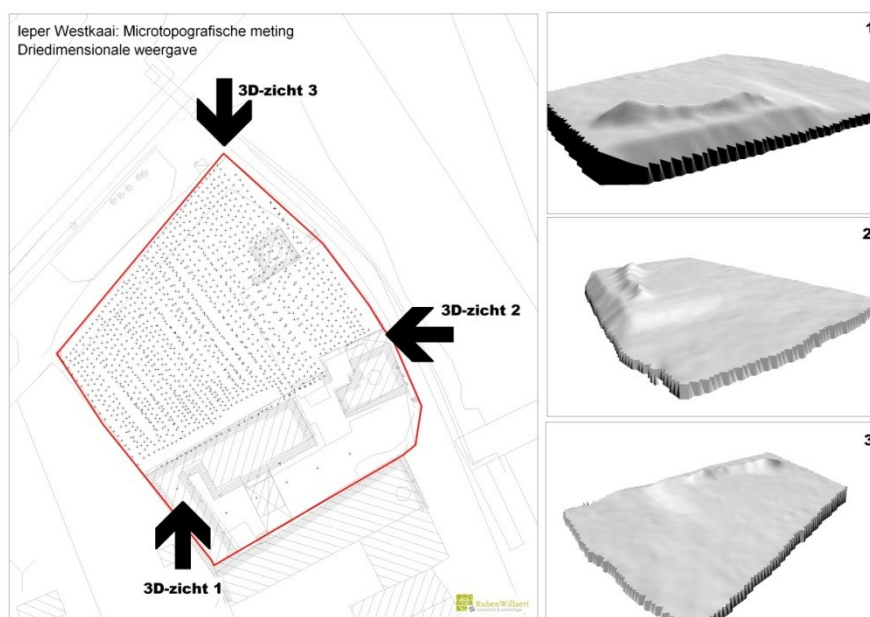 Ieper Westkaai: Microtopografische meting
Driedimensionale weergave
3D-zicht 3
3D-zicht 2
3D-zicht 1
RubenWillaert
1
2
3